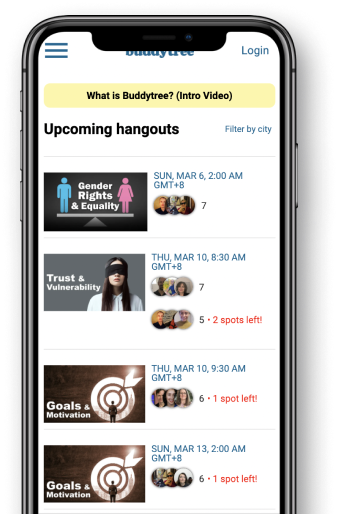 buddytree
Login
What is Buddytree? (Intro Video)
Upcoming hangouts
Filter by city
Gender
Rights
& Equality
SUN, MAR 6, 2:00 AM
GMT+8
7
Trust &
Vulnerability
THU, MAR 10, 8:30 AM
GMT+8
7
5 • 2 spots left!
Goals &
Motivation
THU, MAR 10, 9:30 AM
GMT+8
6 • 1 spot left!
Goals &
Motivation
SUN, MAR 13, 2:00 AM
GMT+8
6 • 1 spot left!